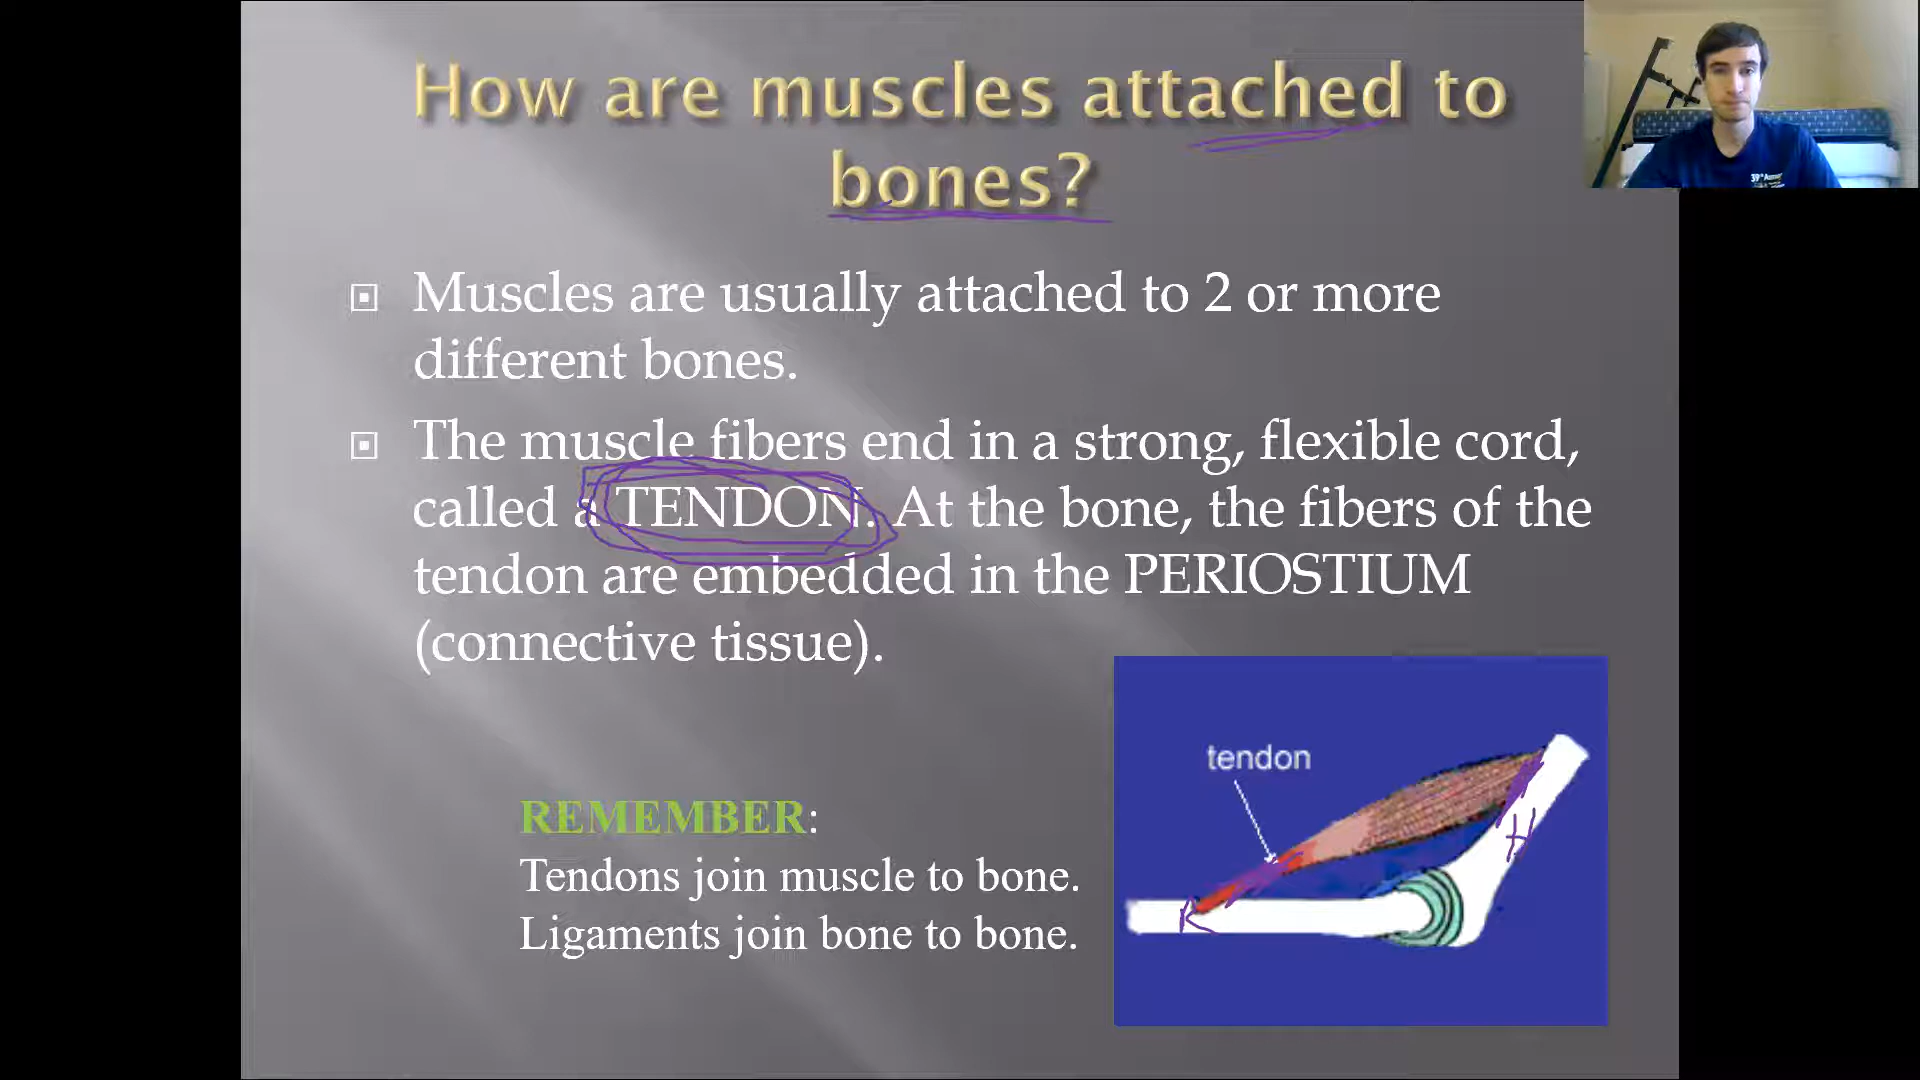 How are muscles attached to
bones?
Muscles are usually attached to 2 or more
different bones.
The muscle fibers end in a strong, flexible cord,
called a TENDON. At the bone, the fibers of the
tendon are embedded in the PERIOSTIUM
(connective tissue).
tendon
REMEMBER:
Tendons join muscle to bone.
Ligaments join bone to bone.